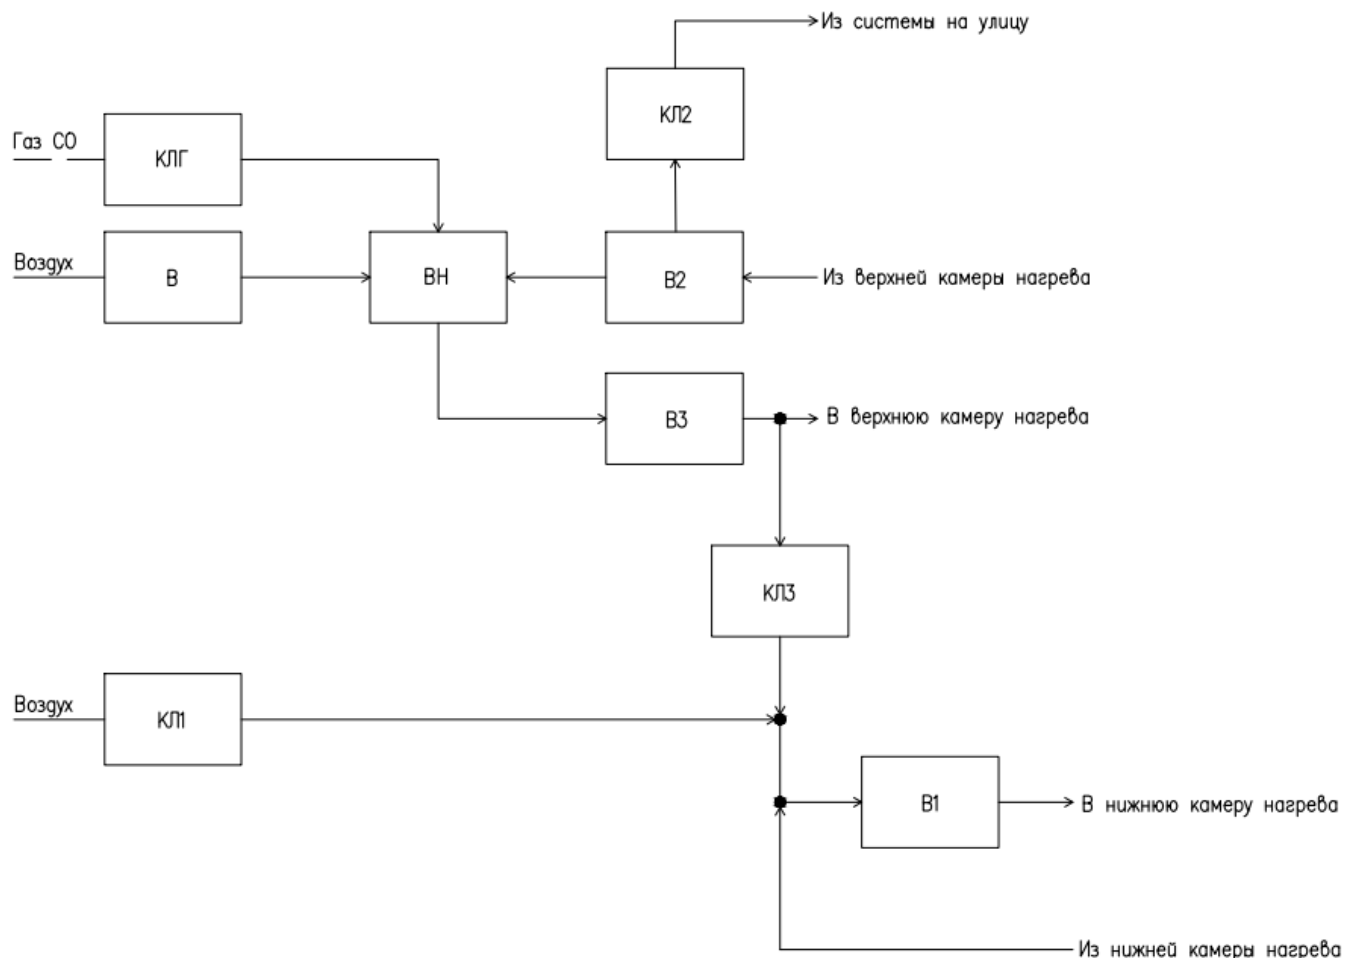 Из системы на улицу
КЛ2
Газ СО
КЛГ
Воздух
В
ВН
В2
Из верхней камеры нагрева
В3
В верхнюю камеру нагрева
КЛ3
Воздух
КЛ1
В1
В нижнюю камеру нагрева
Из нижней камеры нагрева